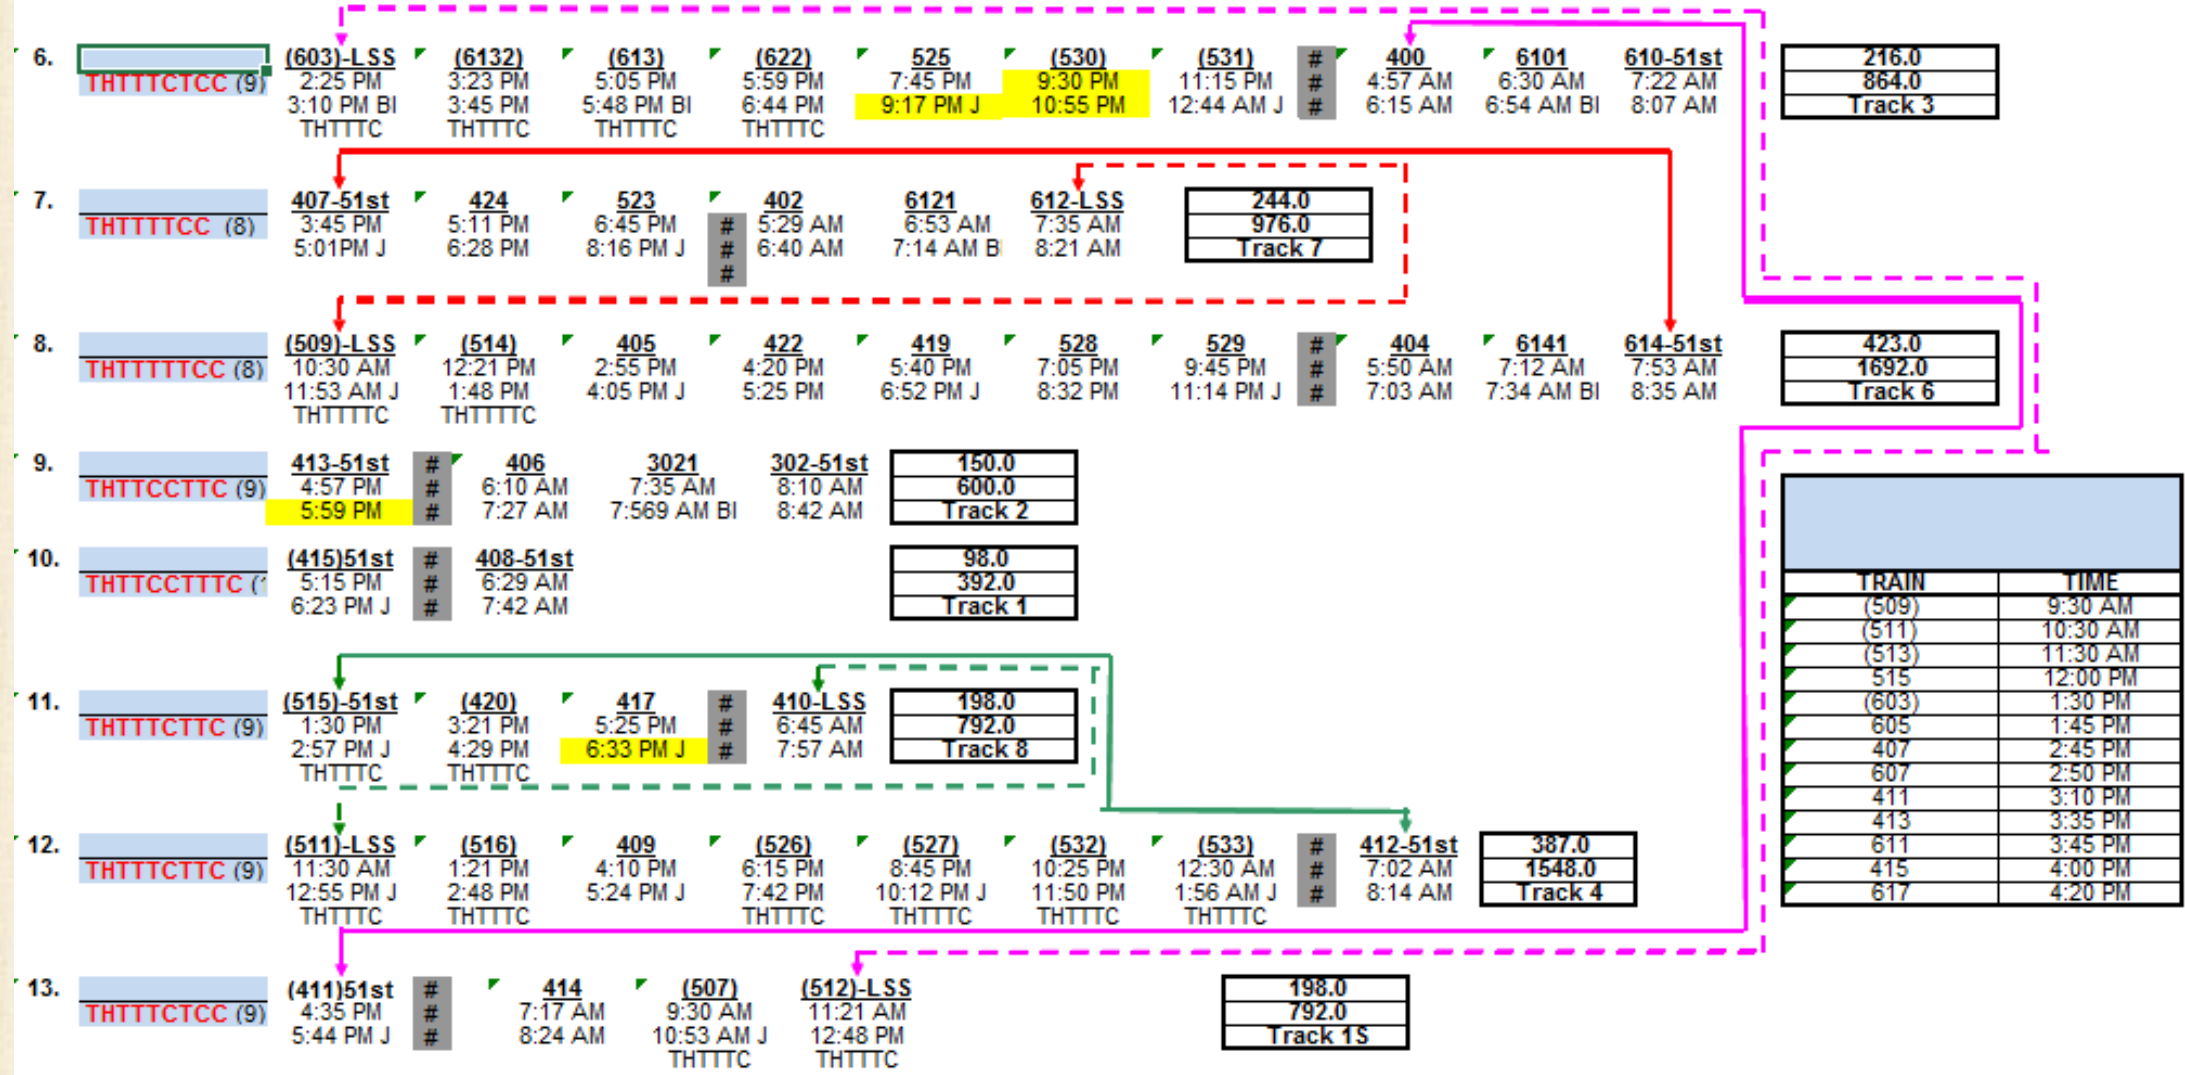 6. (603)-LSS (6132) (613) (622) 525 (530) (531) # 400 6101 610-51st 216.0
THTTTCTCC (9) 2:25 PM 3:23 PM 5:05 PM 5:59 PM 7:45 PM 9:30 PM 11:15 PM # 4:57 AM 6:30 AM 7:22 AM 864.0
3:10 PM BI 3:45 PM 5:48 PM BI 6:44 PM 9:17 PM J 10:55 PM 12:44 AM J # 6:15 AM 6:54 AM BI 8:07 AM Track 3
THTTTC THTTTC THTTTC THTTTC
7. 407-51st 424 523 402 6121 612-LSS 244.0
THTTTTCC (8) 3:45 PM 5:11 PM 6:45 PM # 5:29 AM 6:53 AM 7:35 AM 976.0
5:01PM J 6:28 PM 8:16 PM J # 6:40 AM 7:14 AM B 8:21 AM Track 7
#
8. (509)-LSS (514) 405 422 419 528 529 # 404 6141 614-51st 423.0
THTTTTTCC (8) 10:30 AM 12:21 PM 2:55 PM 4:20 PM 5:40 PM 7:05 PM 9:45 PM # 5:50 AM 7:12 AM 7:53 AM 1692.0
11:53 AM J 1:48 PM 4:05 PM J 5:25 PM 6:52 PM J 8:32 PM 11:14 PM J # 7:03 AM 7:34 AM BI 8:35 AM Track 6
THTTTTC THTTTTC
9. 413-51st # 406 3021 302-51st 150.0
THTTCCTTC (9) 4:57 PM # 6:10 AM 7:35 AM 8:10 AM 600.0
5:59 PM # 7:27 AM 7:569 AM BI 8:42 AM Track 2
10. (415)51st # 408-51st 98.0
THTTCCTTTC (1 5:15 PM # 6:29 AM 392.0
6:23 PM J # 7:42 AM Track 1
11. (515)-51st (420) 417 # 410-LSS 198.0
THTTTCTTC (9) 1:30 PM 3:21 PM 5:25 PM # 6:45 AM 792.0
2:57 PM J 4:29 PM 6:33 PM J # 7:57 AM Track 8
THTTTC THTTTC
12. (511)-LSS (516) 409 (526) (527) (532) (533) # 412-51st 387.0
THTTTCTTC (9) 11:30 AM 1:21 PM 4:10 PM 6:15 PM 8:45 PM 10:25 PM 12:30 AM # 7:02 AM 1548.0
12:55 PM J 2:48 PM 5:24 PM J 7:42 PM 10:12 PM J 11:50 PM 1:56 AM J # 8:14 AM Track 4
THTTTC THTTTC THTTTC THTTTC THTTTC THTTTC
13. (411)51st # 414 (507) (512)-LSS 198.0
THTTTCTCC (9) 4:35 PM # 7:17 AM 9:30 AM 11:21 AM 792.0
5:44 PM J # 8:24 AM 10:53 AM J 12:48 PM Track 1S
THTTTC THTTTC
TRAIN TIME
(509) 9:30 AM
(511) 10:30 AM
(513) 11:30 AM
515 12:00 PM
(603) 1:30 PM
605 1:45 PM
407 2:45 PM
607 2:50 PM
411 3:10 PM
413 3:35 PM
611 3:45 PM
415 4:00 PM
617 4:20 PM